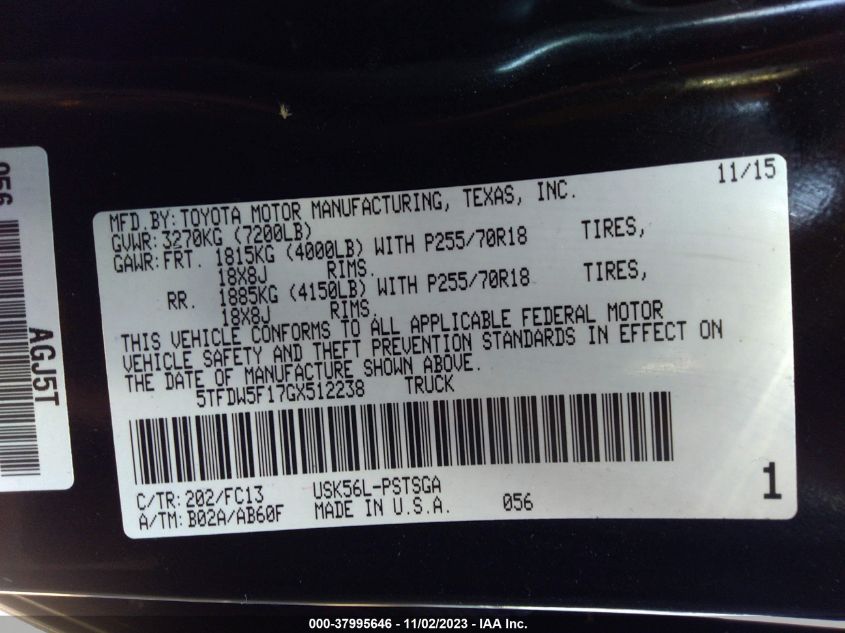 056
AGJ5T
11/15
MFD.BY:TOYOTA MOTOR MANUFACTURING, TEXAS, INC.
GVWR:3270KG (7200LB)
GAWR:FRT. 1815KG (4000LB) WITH P255/70R18 TIRES,
18X8J RIMS.
RR. 1885KG (4150LB) WITH P255/70R18 TIRES,
18X8J RIMS.
THIS VEHICLE CONFORMS TO ALL APPLICABLE FEDERAL MOTOR
VEHICLE SAFETY AND THEFT PREVENTION STANDARDS IN EFFECT ON
THE DATE OF MANUFACTURE SHOWN ABOVE.
5TFDW5F17GX512238 TRUCK
C/TR:202/FC13 USK56L-PSTSGA
A/TM:B02A/AB60F MADE IN U.S.A. 056
1
000-37995646 - 11/02/2023 - IAA Inc.